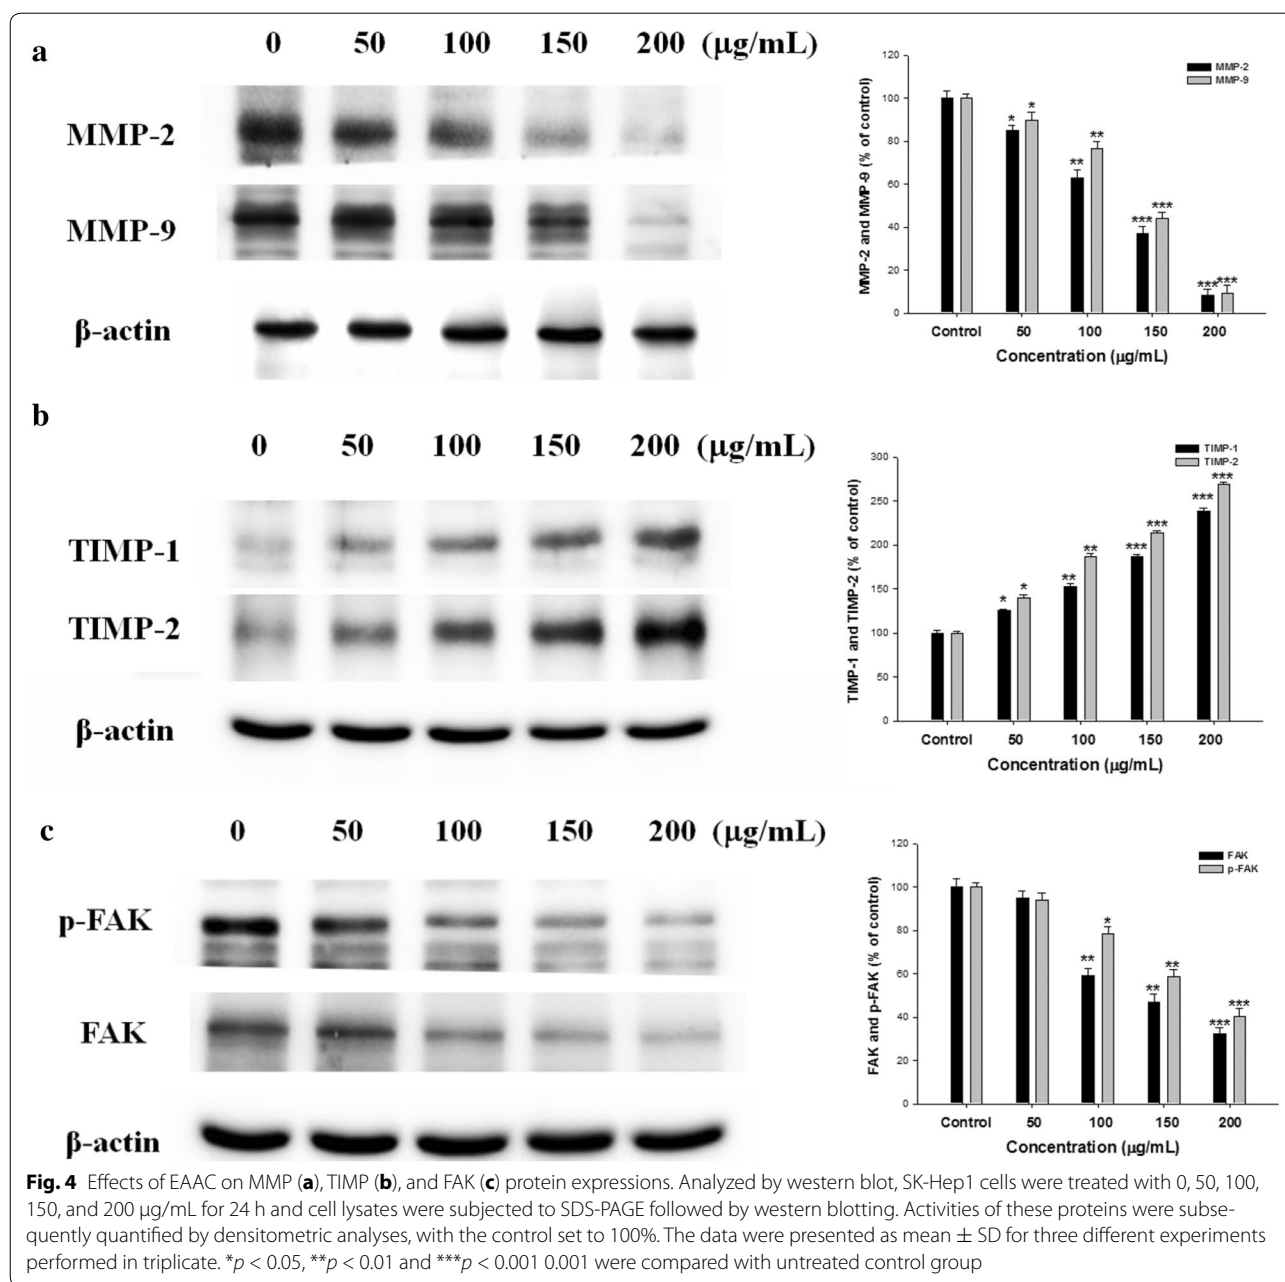 a
0 50 100 150 200 (µg/mL)
MMP-2
MMP-9
β-actin
MMP-2
MMP-9
MMP-2 and MMP-9 (% of control)
120
100
80
60
40
20
0
* *
** **
*** ***
*** ***
Control 50 100 150 200
Concentration (µg/mL)
b
0 50 100 150 200 (µg/mL)
TIMP-1
TIMP-2
β-actin
TIMP-1
TIMP-2
TIMP-1 and TIMP-2 (% of control)
300
250
200
150
100
50
0
* *
** **
*** ***
*** ***
Control 50 100 150 200
Concentration (µg/mL)
c
0 50 100 150 200 (µg/mL)
p-FAK
FAK
β-actin
FAK
p-FAK
FAK and p-FAK (% of control)
120
100
80
60
40
20
0
** *
** **
*** ***
Control 50 100 150 200
Concentration (µg/mL)
Fig. 4 Effects of EAAC on MMP (a), TIMP (b), and FAK (c) protein expressions. Analyzed by western blot, SK-Hep1 cells were treated with 0, 50, 100,
150, and 200 µg/mL for 24 h and cell lysates were subjected to SDS-PAGE followed by western blotting. Activities of these proteins were subse-
quently quantified by densitometric analyses, with the control set to 100%. The data were presented as mean ± SD for three different experiments
performed in triplicate. *p < 0.05, **p < 0.01 and ***p < 0.001 0.001 were compared with untreated control group